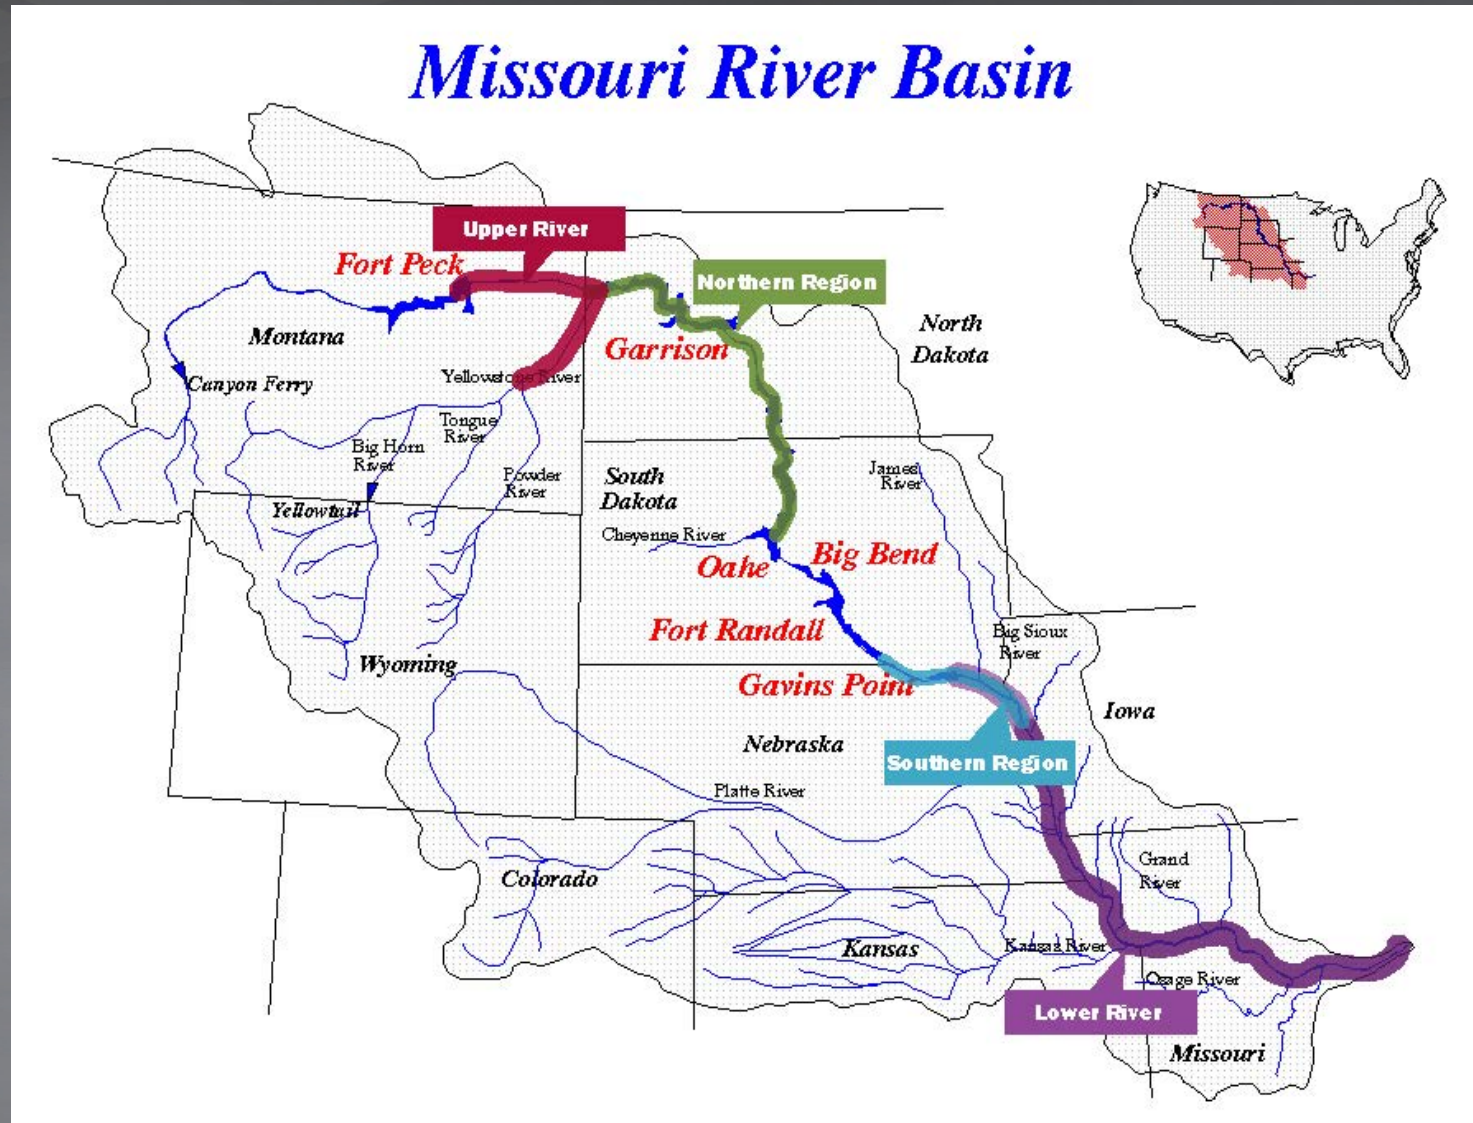 Missouri River Basin
Upper River
Fort Peck
Northern Region
Montana
North
Dakota
Garrison
Canyon Ferry
Yellowstone River
Tongue
River
Big Horn
River
Powder
River
South
Dakota
James
River
Yellowtail
Cheyenne River
Oahe
Big Bend
Fort Randall
Big Sioux
River
Wyoming
Gavins Point
Iowa
Nebraska
Southern Region
Platte River
Grand
River
Colorado
Kansas
Kansas River
Osage River
Lower River
Missouri